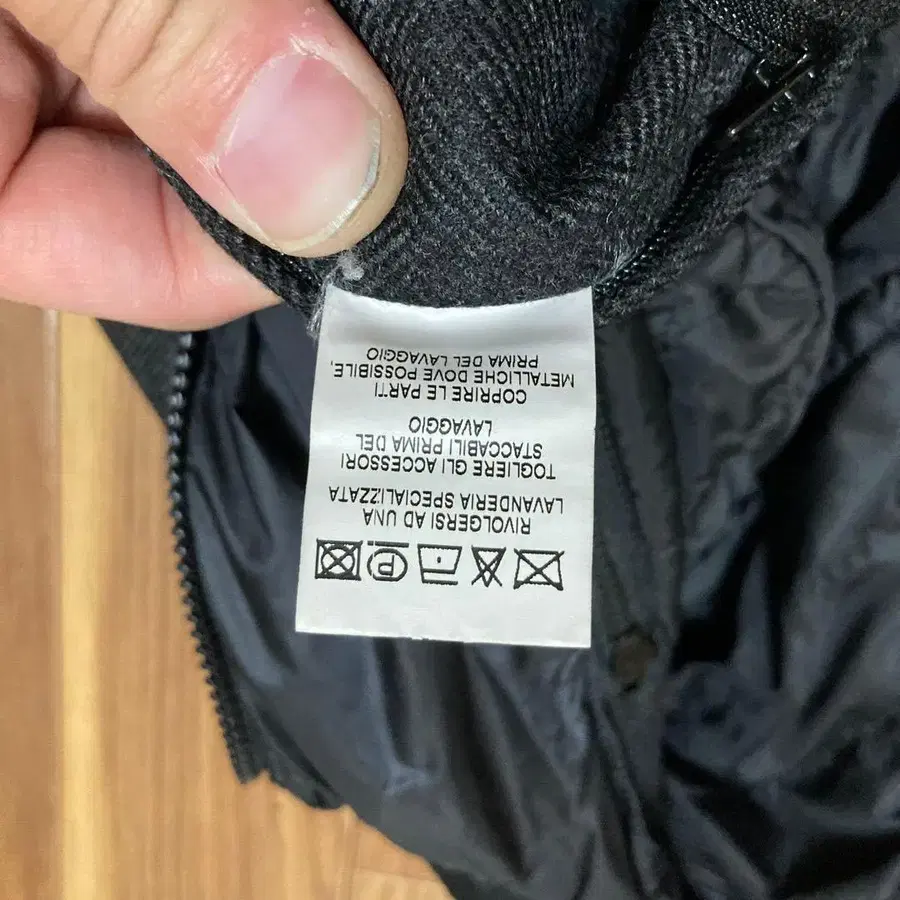 RIVOLGERSI AD UNA
LAVANDERIA SPECIALIZZATA
TOGLIERE GLI ACCESSORI
STACCABILI PRIMA DEL
LAVAGGIO
COPRIRE LE PARTI
METALLICHE DOVE POSSIBILE,
PRIMA DEL LAVAGGIO
P